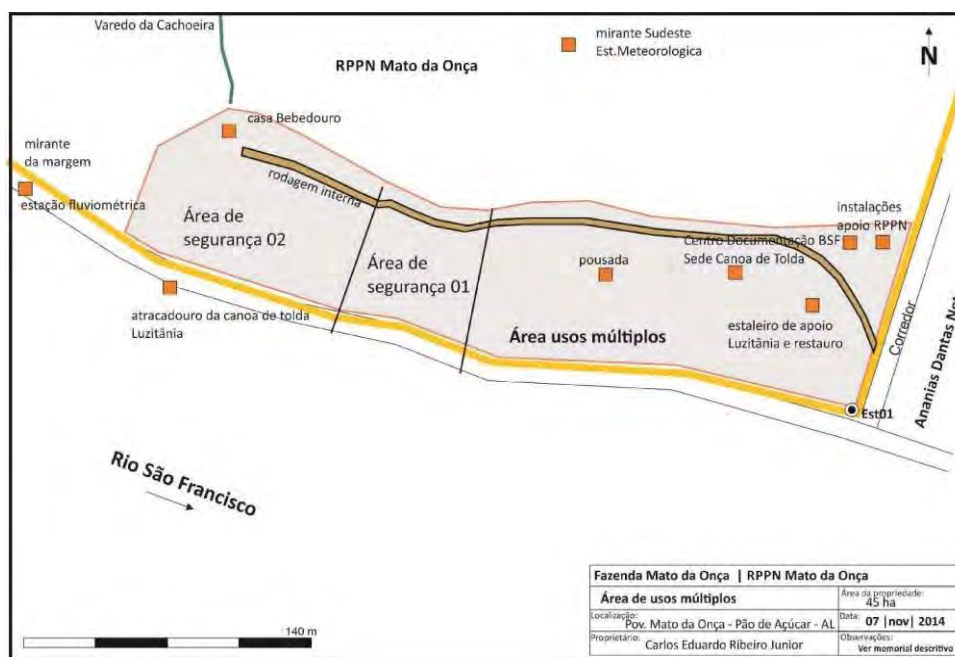 Varedo da Cachoeira
mirante Sudeste
Est.Meteorologica
N
RPPN Mato da Onça
casa Bebedouro
mirante
da margem
rodagem interna
estação fluviométrica
Área de
segurança 02
instalações
apoio RPPN
Centro Documentação BSF
Sede Canoa de Tolda
Área de
segurança 01
pousada
atracadouro da canoa de tolda
Luzitânia
estaleiro de apoio
Luzitânia e restauro
Área usos múltiplos
Corredor
Ananias Dantas
Est01
Rio São Francisco
140 m
Fazenda Mato da Onça | RPPN Mato da Onça
Área de usos múltiplos
Área da propriedade:
45 ha
Localização:
Pov. Mato da Onça - Pão de Açúcar - AL
Data:
07 |nov| 2014
Proprietário:
Carlos Eduardo Ribeiro Junior
Observações:
Ver memorial descritivo